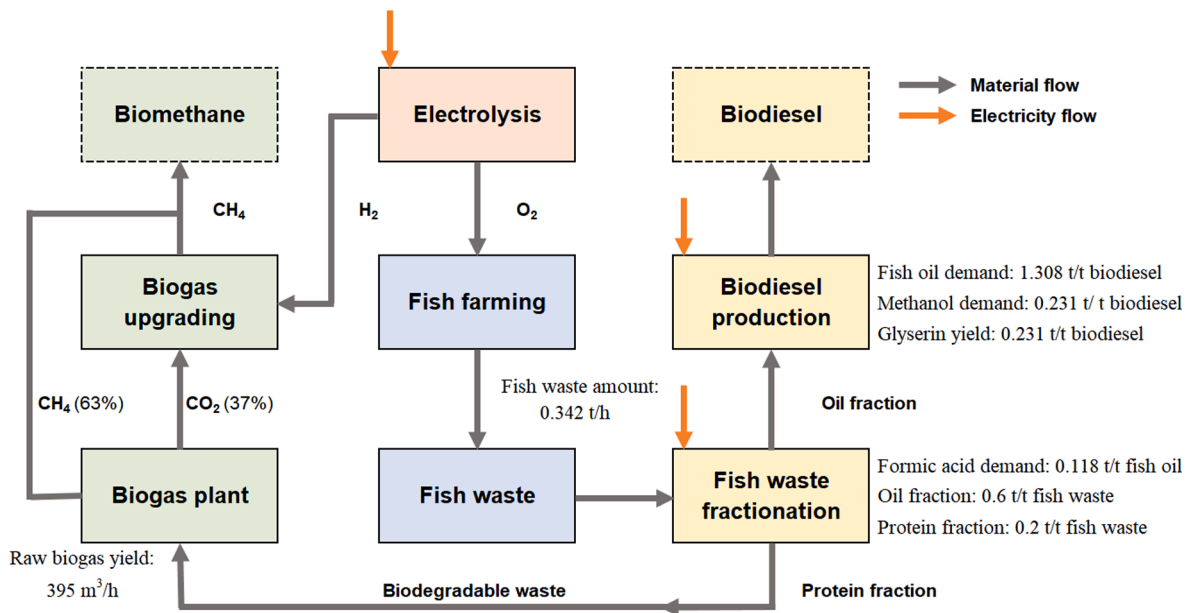 Biomethane
Electrolysis
Biodiesel
Material flow
Electricity flow
CH4
H2
O2
Biogas
upgrading
Fish farming
Biodiesel
production
Fish oil demand: 1.308 t/t biodiesel
Methanol demand: 0.231 t/ t biodiesel
Glyserin yield: 0.231 t/t biodiesel
CH4 (63%)
CO2 (37%)
Fish waste amount:
0.342 t/h
Oil fraction
Biogas plant
Fish waste
Fish waste
fractionation
Formic acid demand: 0.118 t/t fish oil
Oil fraction: 0.6 t/t fish waste
Protein fraction: 0.2 t/t fish waste
Raw biogas yield:
395 m3/h
Biodegradable waste
Protein fraction